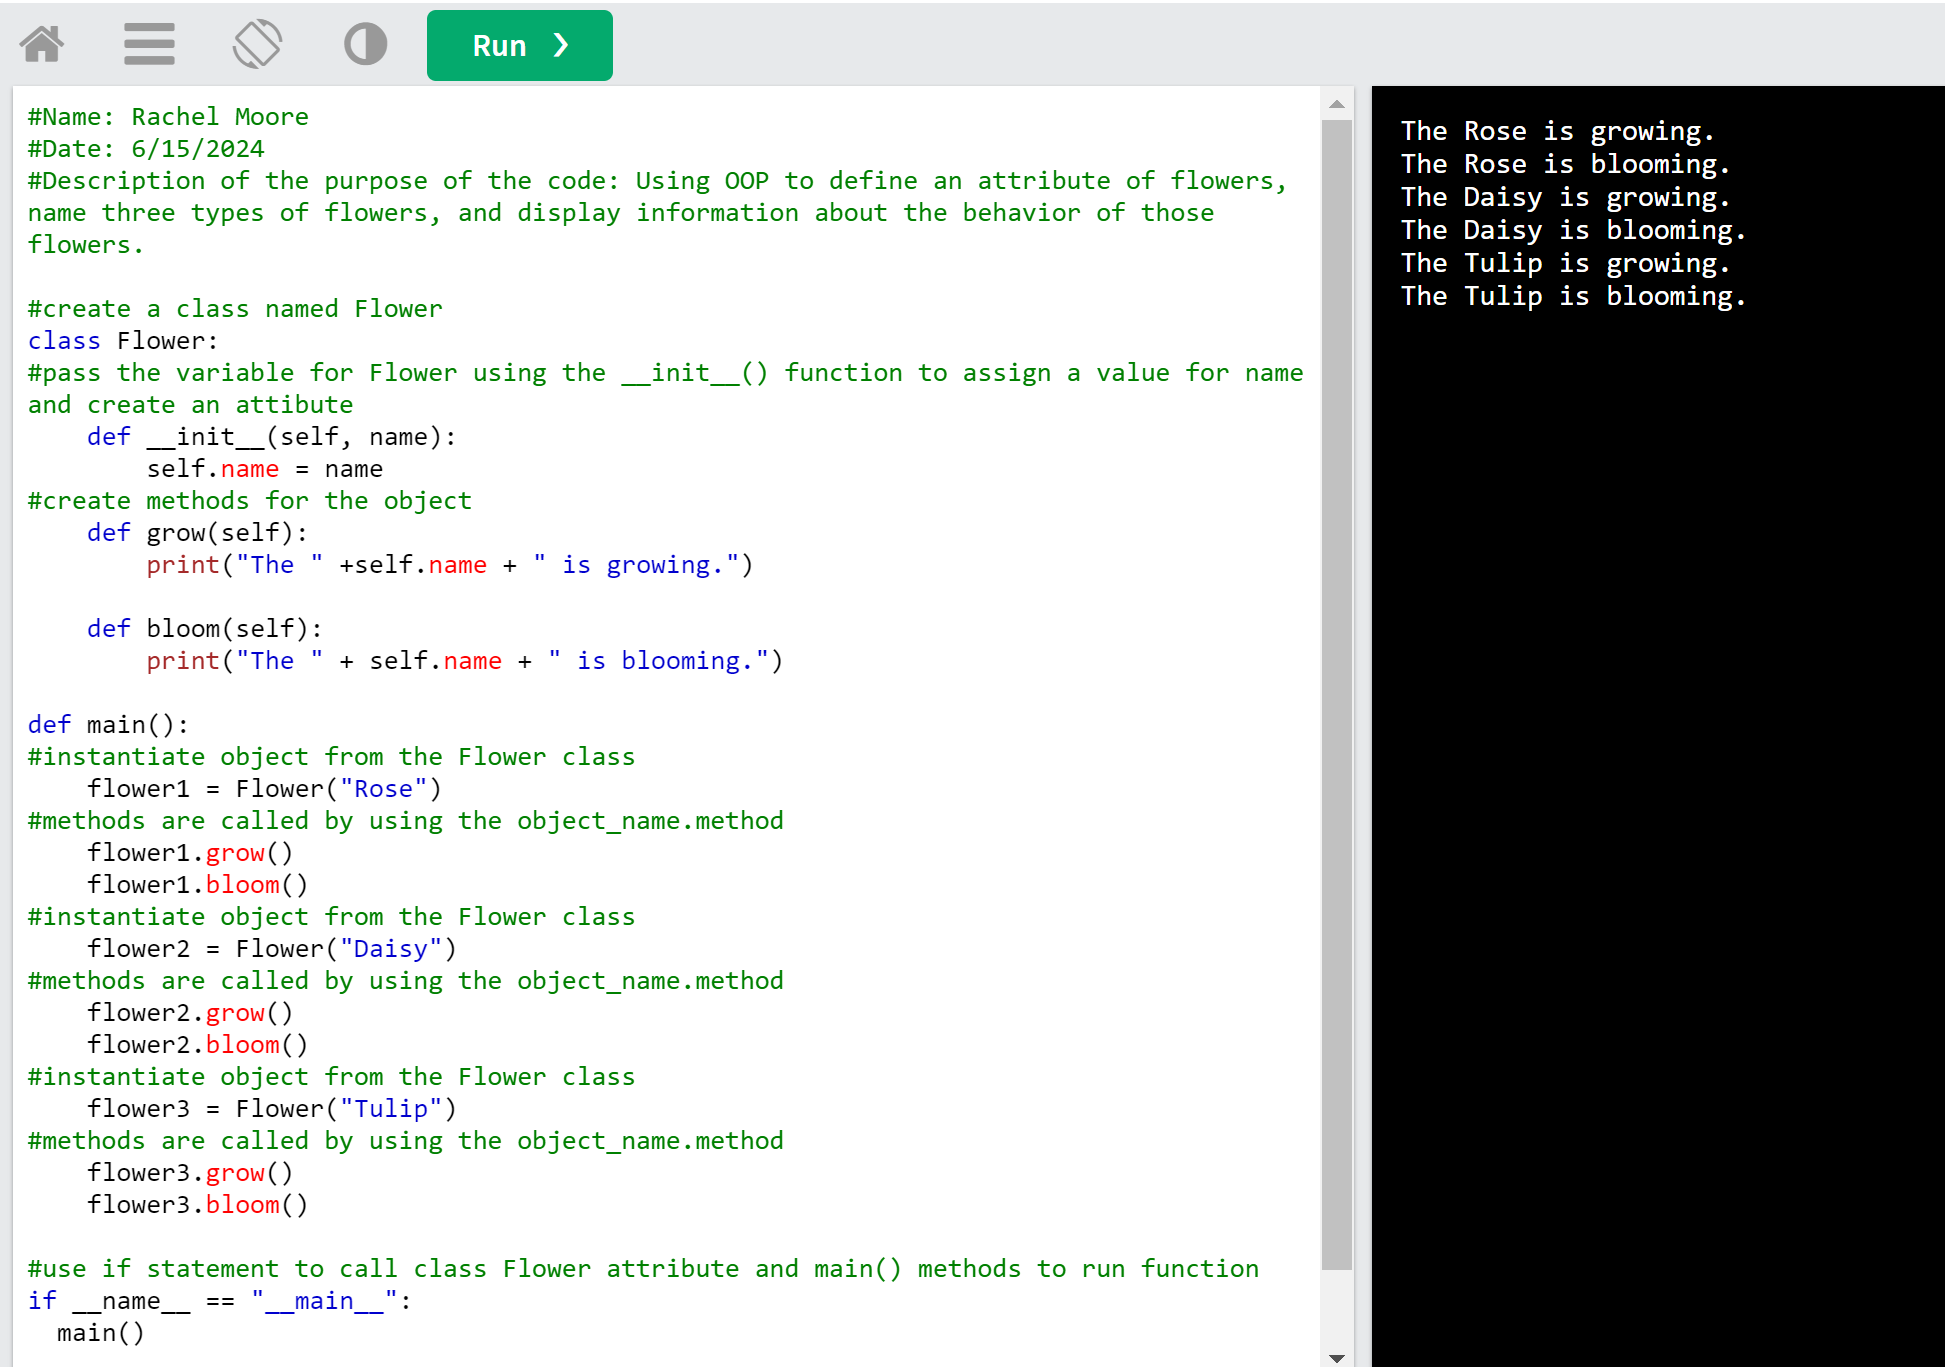 Run ❯
#Name: Rachel Moore
#Date: 6/15/2024
#Description of the purpose of the code: Using OOP to define an attribute of flowers,
name three types of flowers, and display information about the behavior of those
flowers.

#create a class named Flower
class Flower:
#pass the variable for Flower using the __init__() function to assign a value for name
and create an attibute
    def __init__(self, name):
        self.name = name
#create methods for the object
    def grow(self):
        print("The " +self.name + " is growing.")

    def bloom(self):
        print("The " + self.name + " is blooming.")

def main():
#instantiate object from the Flower class
    flower1 = Flower("Rose")
#methods are called by using the object_name.method
    flower1.grow()
    flower1.bloom()
#instantiate object from the Flower class
    flower2 = Flower("Daisy")
#methods are called by using the object_name.method
    flower2.grow()
    flower2.bloom()
#instantiate object from the Flower class
    flower3 = Flower("Tulip")
#methods are called by using the object_name.method
    flower3.grow()
    flower3.bloom()

#use if statement to call class Flower attribute and main() methods to run function
if __name__ == "__main__":
  main()
The Rose is growing.
The Rose is blooming.
The Daisy is growing.
The Daisy is blooming.
The Tulip is growing.
The Tulip is blooming.